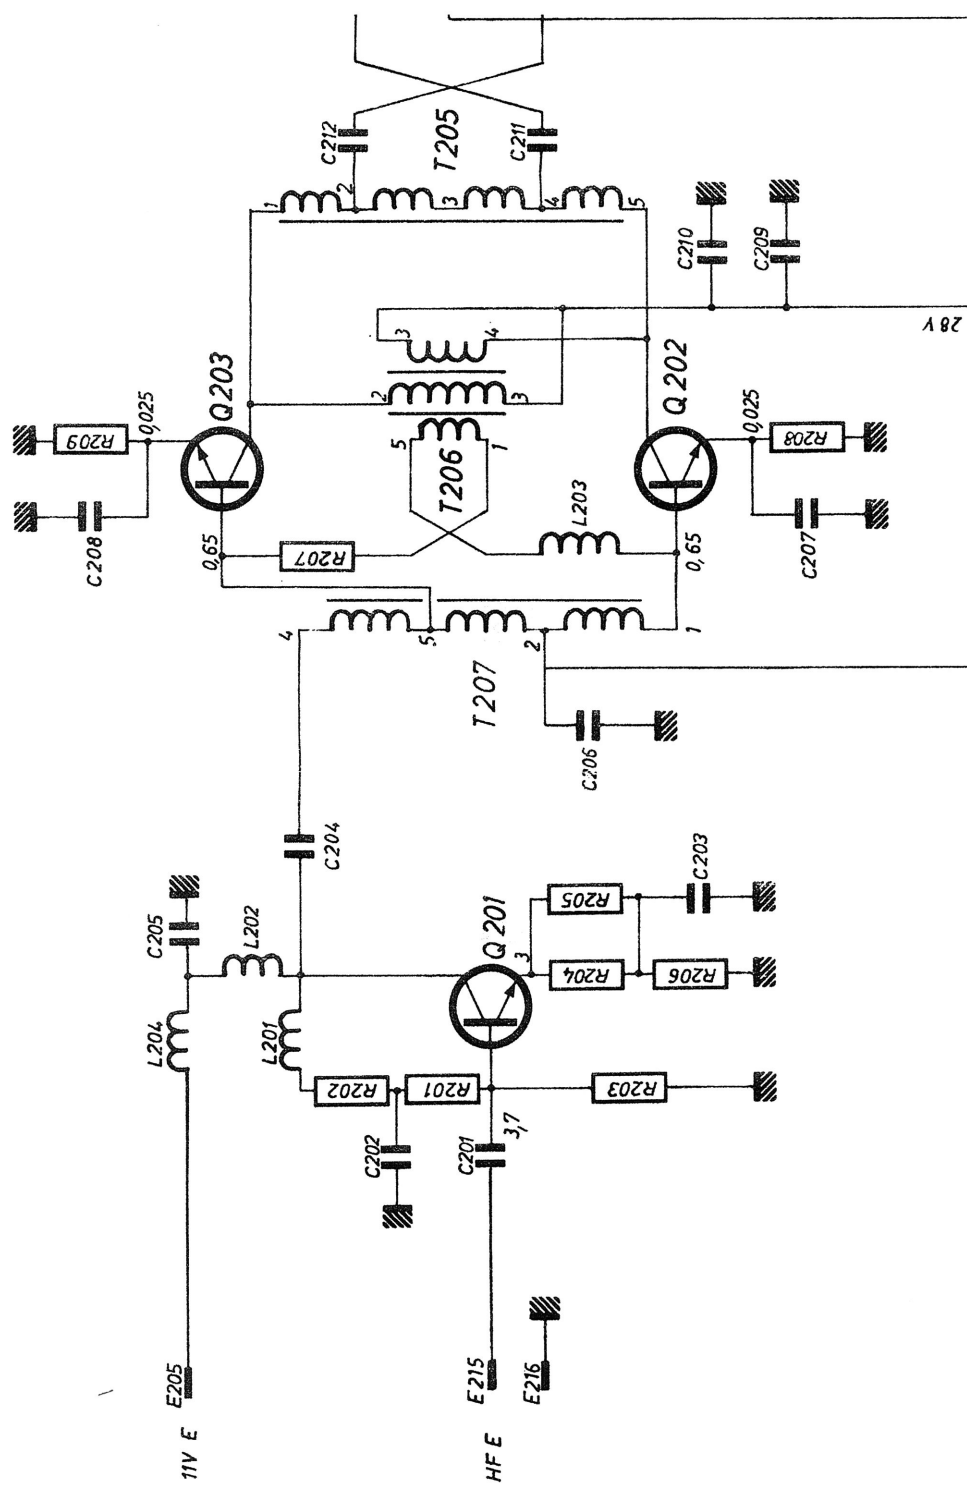 C212
T205
C211
1
2
3
4
5
C210
C209
28V
Q203
0,025
R209
C208
0,65
R207
3
4
2
3
5
1
T206
L203
Q202
0,025
R208
C207
0,65
4
5
2
1
T207
C206
C204
C205
L202
L204
L201
Q201
3
R205
C203
R204
R206
R202
R201
R203
C202
C201
3,7
E205
11V E
E215
HF E
E216